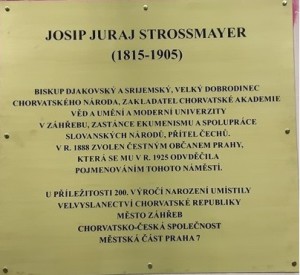 JOSIP JURAJ STROSSMAYER
(1815-1905)
BISKUP DJAKOVSKÝ A SRIJEMSKÝ, VELKÝ DOBRODINEC
CHORVATSKÉHO NÁRODA, ZAKLADATEL CHORVATSKÉ AKADEMIE
VĚD A UMĚNÍ A MODERNÍ UNIVERZITY
V ZÁHŘEBU, ZASTÁNCE EKUMENISMU A SPOLUPRÁCE
SLOVANSKÝCH NÁRODŮ, PŘÍTEL ČECHŮ.
V R. 1888 ZVOLEN ČESTNÝM OBČANEM PRAHY,
KTERÁ SE MU V R. 1925 ODVDĚČILA
POJMENOVÁNÍM TOHOTO NÁMĚSTÍ.
U PŘÍLEŽITOSTI 200. VÝROČÍ NAROZENÍ UMÍSTILY
VELVYSLANECTVÍ CHORVATSKÉ REPUBLIKY
MĚSTO ZÁHŘEB
CHORVATSKO-ČESKÁ SPOLEČNOST
MĚSTSKÁ ČÁST PRAHA 7